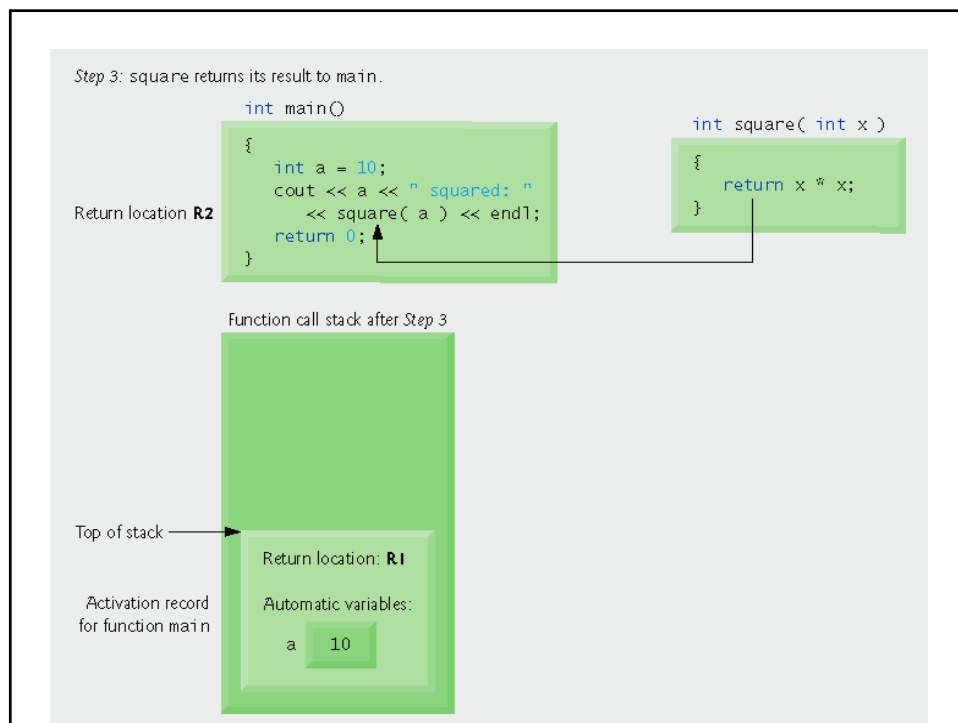 Step 3: square returns its result to main.
int main()
{
int a = 10;
cout << a << " squared: "
<< square( a ) << endl;
return 0;
}
Return location R2
int square( int x )
{
return x * x;
}
Function call stack after Step 3
Top of stack
Return location: R1
Automatic variables:
a 10
Activation record
for function main